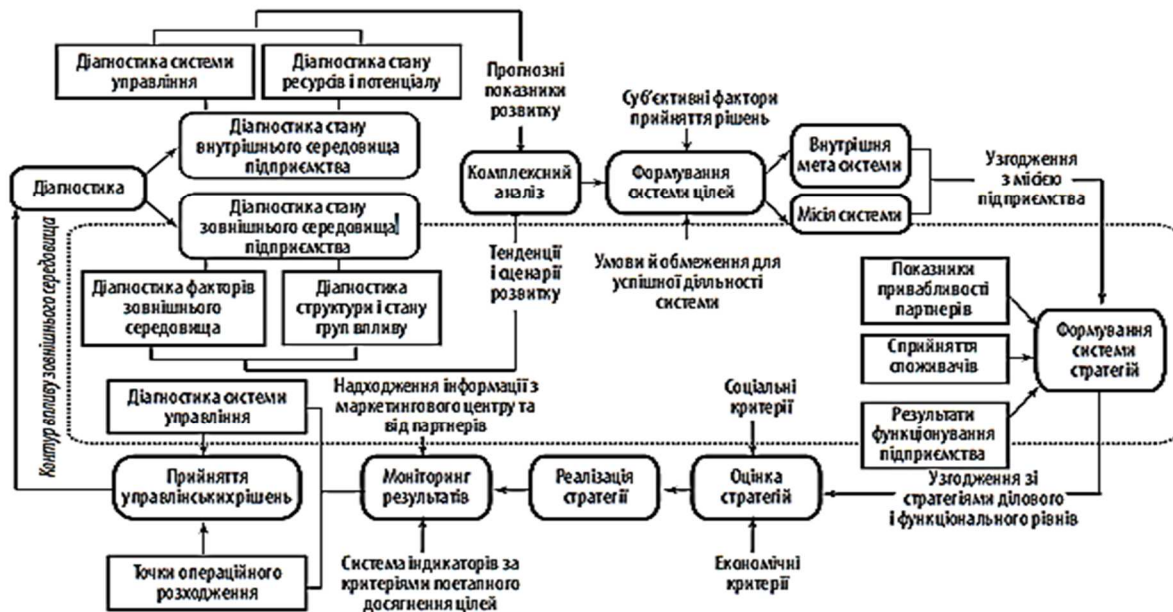 Діагностика системи
управління
Діагностика стану
ресурсів і потенціалу
Прогнозні
показники
розвитку
Діагностика стану
внутрішнього середовища
підприємства
Діагностика
Діагностика стану
зовнішнього середовища
підприємства
Діагностика факторів
зовнішнього
середовища
Діагностика
структури і стану
груп впливу
Комплексний
аналіз
Тенденції
і сценарії
розвитку
Суб'єктивні фактори
прийняття рішень
Формування
системи цілей
Умови й обмеження для
успішної діяльності
системи
Внутрішня
мета системи
Місія системи
Узгодження
з місією
підприємства
Показники
привабливості
партнерів
Сприйняття
споживачів
Результати
функціонування
підприємства
Формування
системи
стратегій
Контур впливу зовнішнього середовища
Діагностика системи
управління
Прийняття
управлінських рішень
Точки операційного
розходження
Надходження інформації з
маркетингового центру та
від партнерів
Моніторинг
результатів
Система індикаторів за
критеріями поетапного
досягнення цілей
Реалізація
стратегії
Соціальні
критерії
Оцінка
стратегій
Економічні
критерії
Узгодження зі
стратегіями ділового
і функціонального рівнів